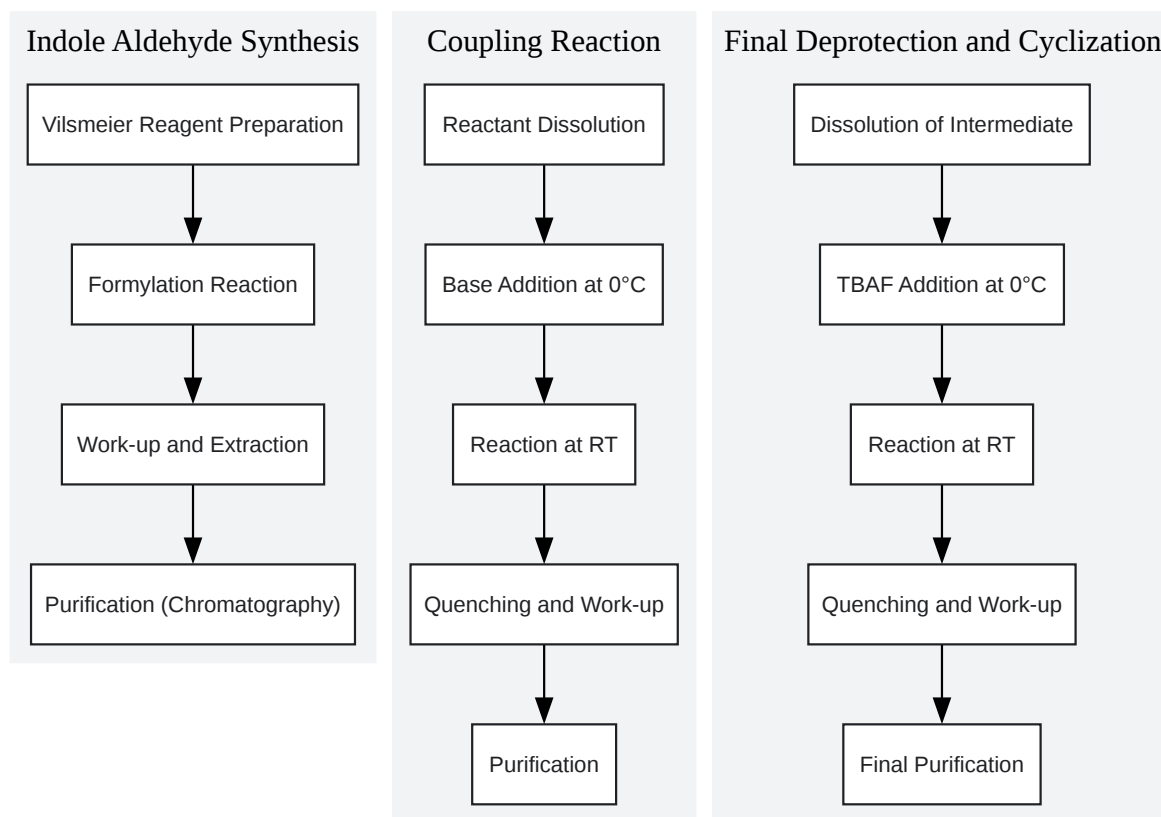 Indole Aldehyde Synthesis
Vilsmeier Reagent Preparation
Formylation Reaction
Work-up and Extraction
Purification (Chromatography)
Coupling Reaction
Reactant Dissolution
Base Addition at 0°C
Reaction at RT
Quenching and Work-up
Purification
Final Deprotection and Cyclization
Dissolution of Intermediate
TBAF Addition at 0°C
Reaction at RT
Quenching and Work-up
Final Purification